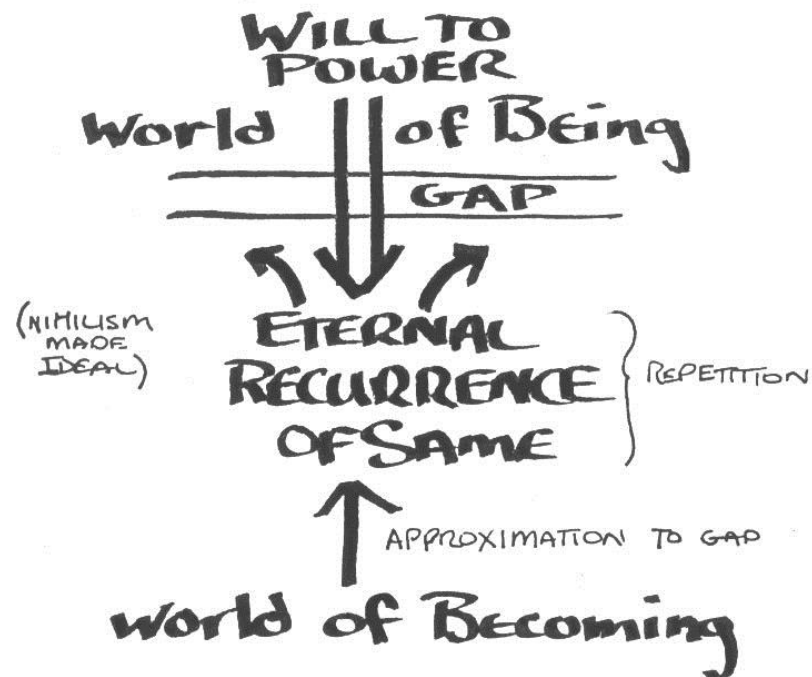 WILL TO
POWER
World of Being
GAP
(NIHILISM
MADE
IDEAL)
ETERNAL
RECURRENCE
OF SAME
REPETITION
APPROXIMATION TO GAP
World of Becoming